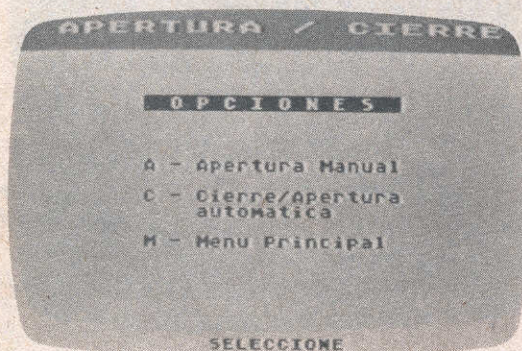 APERTURA / CIERRE
OPCIONES
A - Apertura Manual
C - Cierre/Apertura
automatica
M - Menu Principal
SELECCIONE